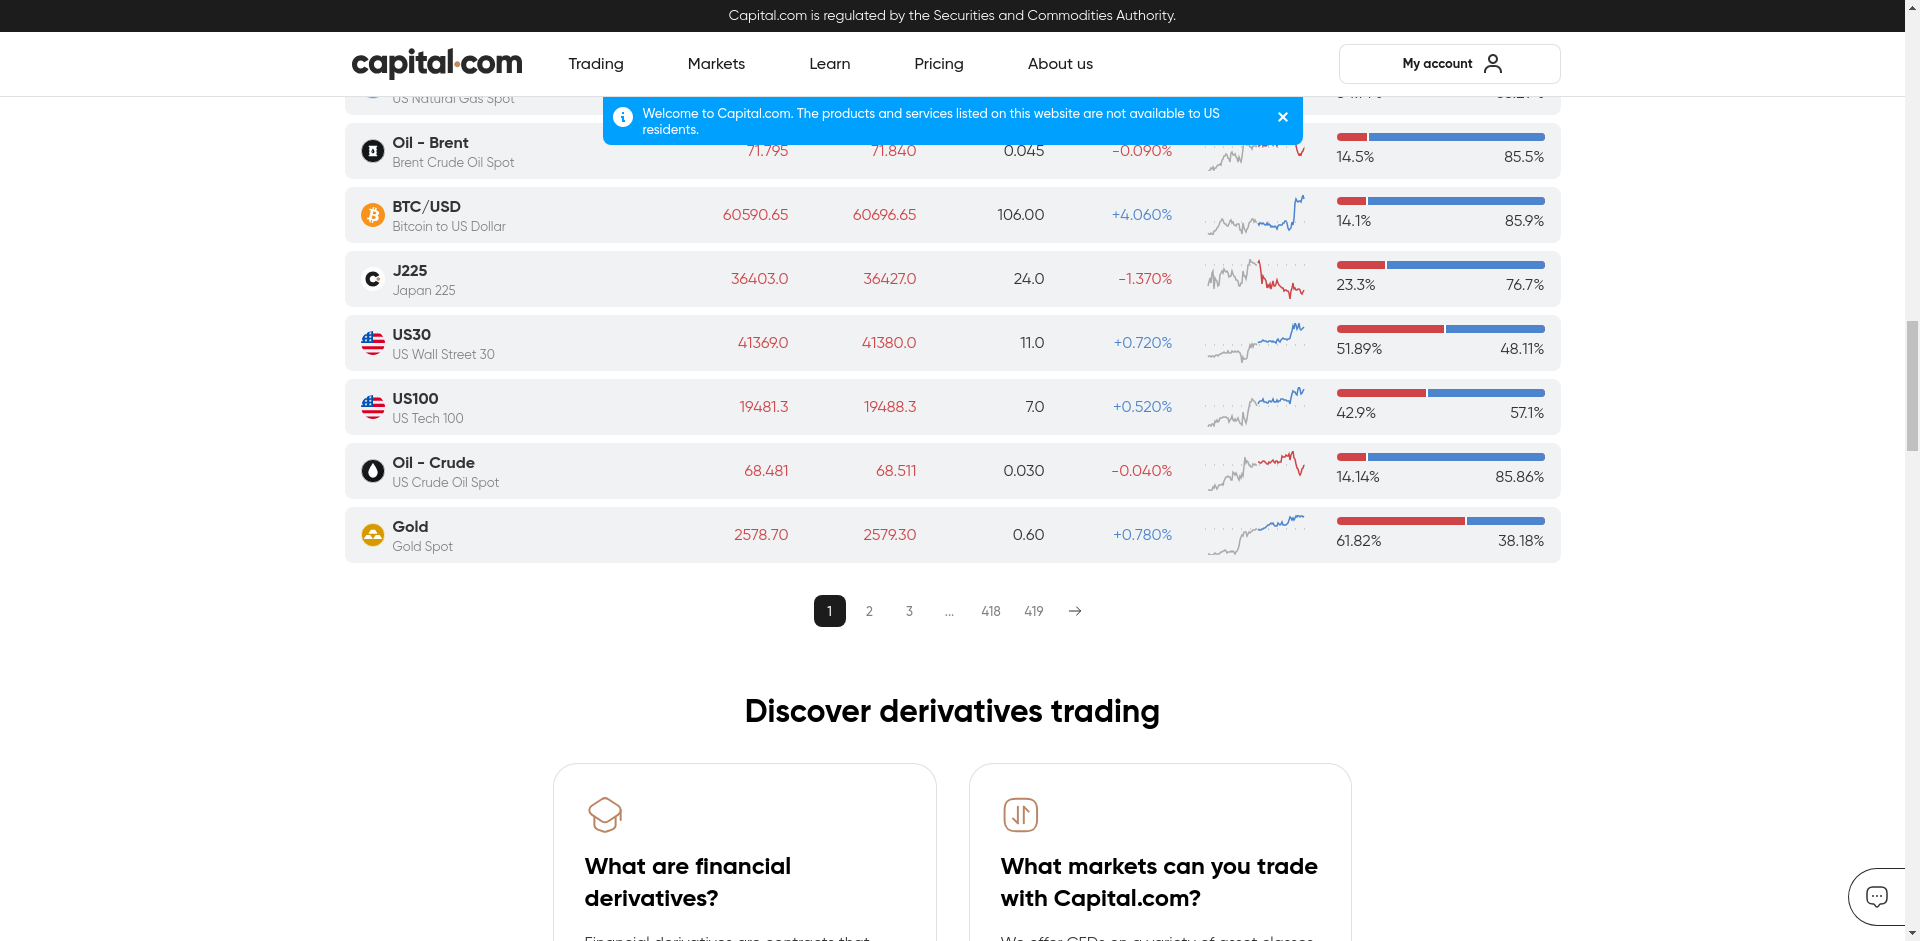 Capital.com is regulated by the Securities and Commodities Authority.
capital.com
Trading
Markets
Learn
Pricing
About us
My account
US Natural Gas Spot
Welcome to Capital.com. The products and services listed on this website are not available to US
residents.
Oil - Brent
Brent Crude Oil Spot
71.795
71.840
0.045
-0.090%
14.5%
85.5%
BTC/USD
Bitcoin to US Dollar
60590.65
60696.65
106.00
+4.060%
14.1%
85.9%
J225
Japan 225
36403.0
36427.0
24.0
-1.370%
23.3%
76.7%
US30
US Wall Street 30
41369.0
41380.0
11.0
+0.720%
51.89%
48.11%
US100
US Tech 100
19481.3
19488.3
7.0
+0.520%
42.9%
57.1%
Oil - Crude
US Crude Oil Spot
68.481
68.511
0.030
-0.040%
14.14%
85.86%
Gold
Gold Spot
2578.70
2579.30
0.60
+0.780%
61.82%
38.18%
1
2
3
...
418
419
Discover derivatives trading
What are financial
derivatives?
Financial derivatives are contracts that
What markets can you trade
with Capital.com?
We offer CFDs on a variety of asset classes